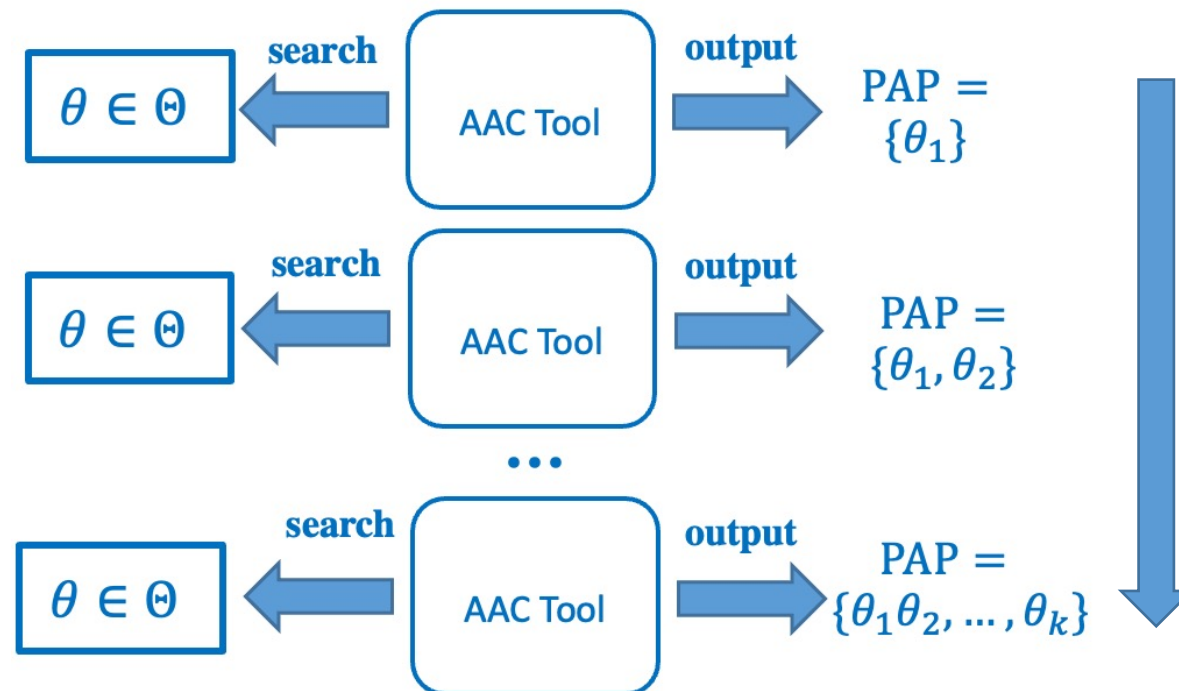 search
output
θ ∈ Θ
AAC Tool
PAP =
{θ₁}
search
output
θ ∈ Θ
AAC Tool
PAP =
{θ₁, θ₂}
...
search
output
θ ∈ Θ
AAC Tool
PAP =
{θ₁θ₂, ... , θₖ}